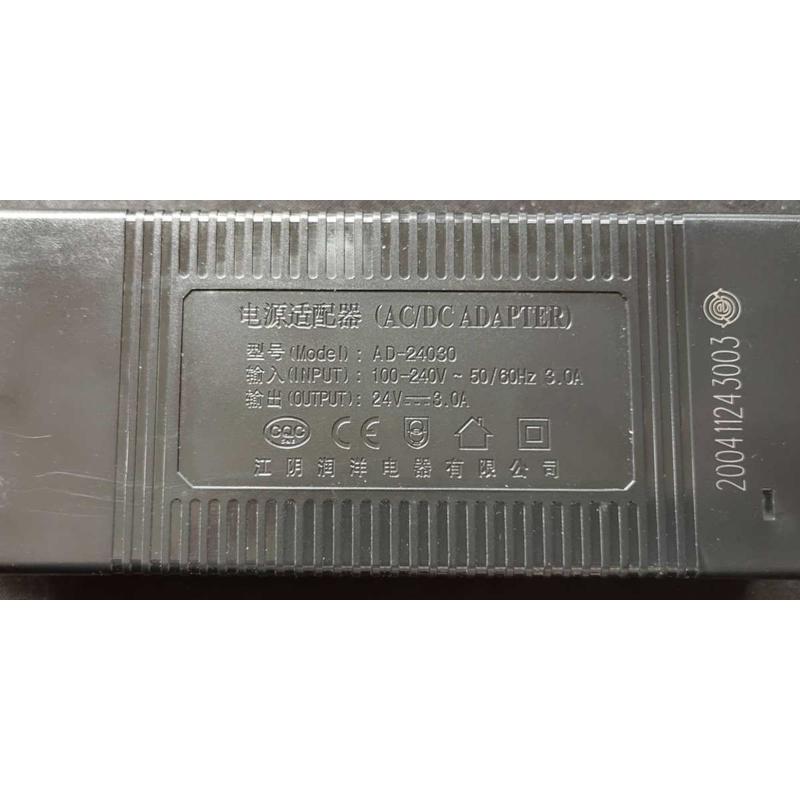 电源适配器 (AC/DC ADAPTER)
型号(Model): AD-24030
输入(INPUT): 100-240V ~ 50/60Hz 3.0A
输出(OUTPUT): 24V⎓3.0A
CQC CE
江阴润洋电器有限公司
200411243003